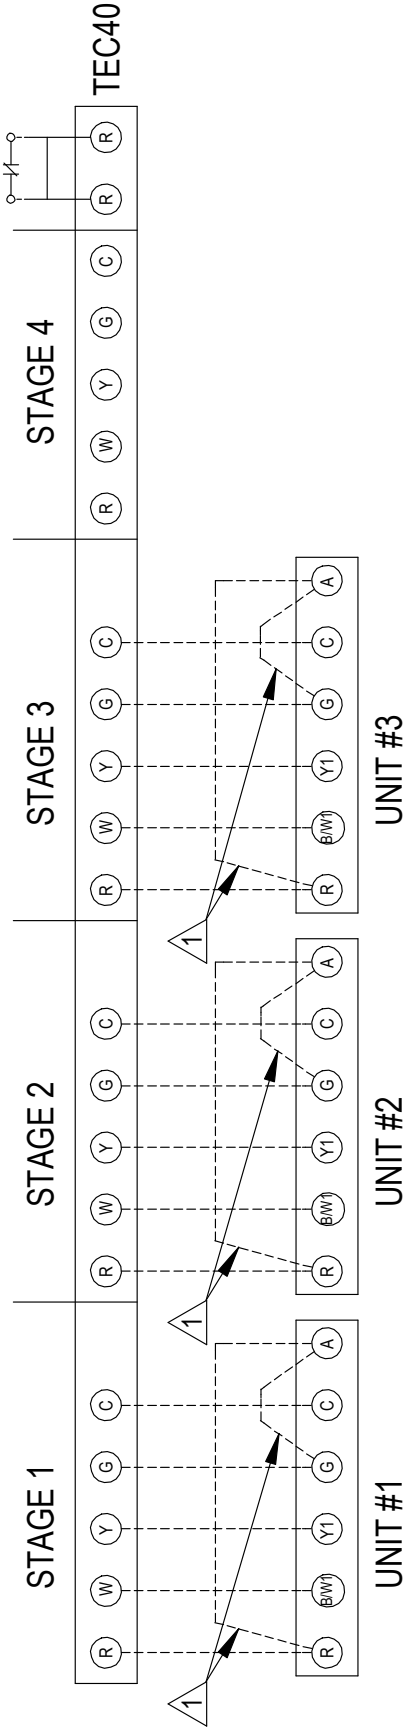 STAGE 1 STAGE 2 STAGE 3 STAGE 4
R W Y G C R W Y G C R W Y G C R W Y G C R R TEC40
1 1 1
R B/W1 Y1 G C A R B/W1 Y1 G C A R B/W1 Y1 G C A
UNIT #1 UNIT #2 UNIT #3